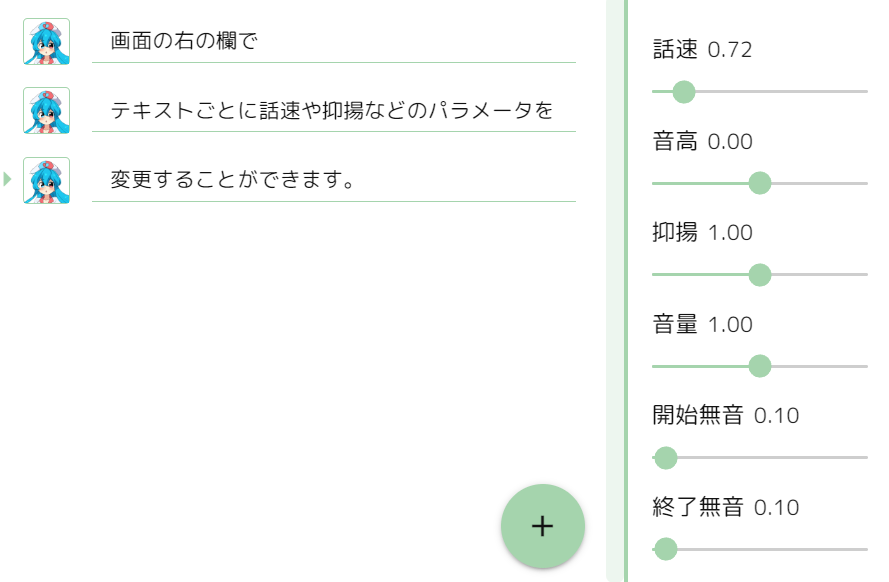 画面の右の欄で
テキストごとに話速や抑揚などのパラメータを
変更することができます。
話速 0.72
音高 0.00
抑揚 1.00
音量 1.00
開始無音 0.10
終了無音 0.10